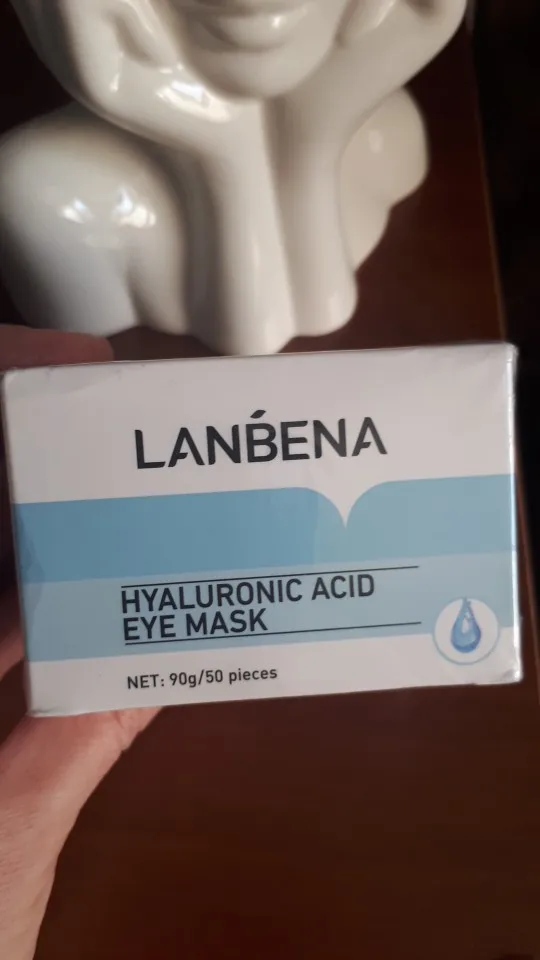 LANBENA
HYALURONIC ACID
EYE MASK
NET: 90g/50 pieces